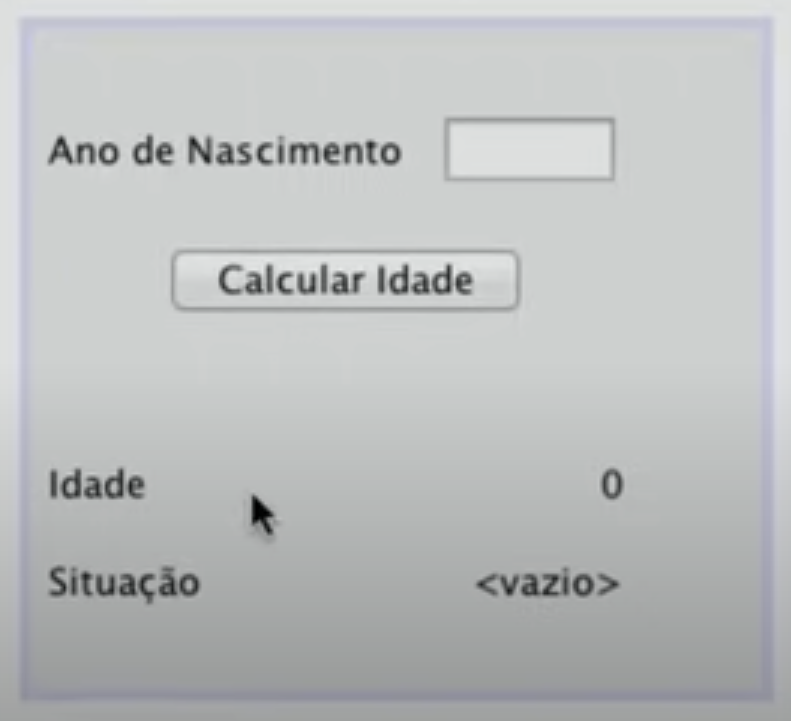 Ano de Nascimento
Calcular Idade
Idade 0
Situação <vazio>